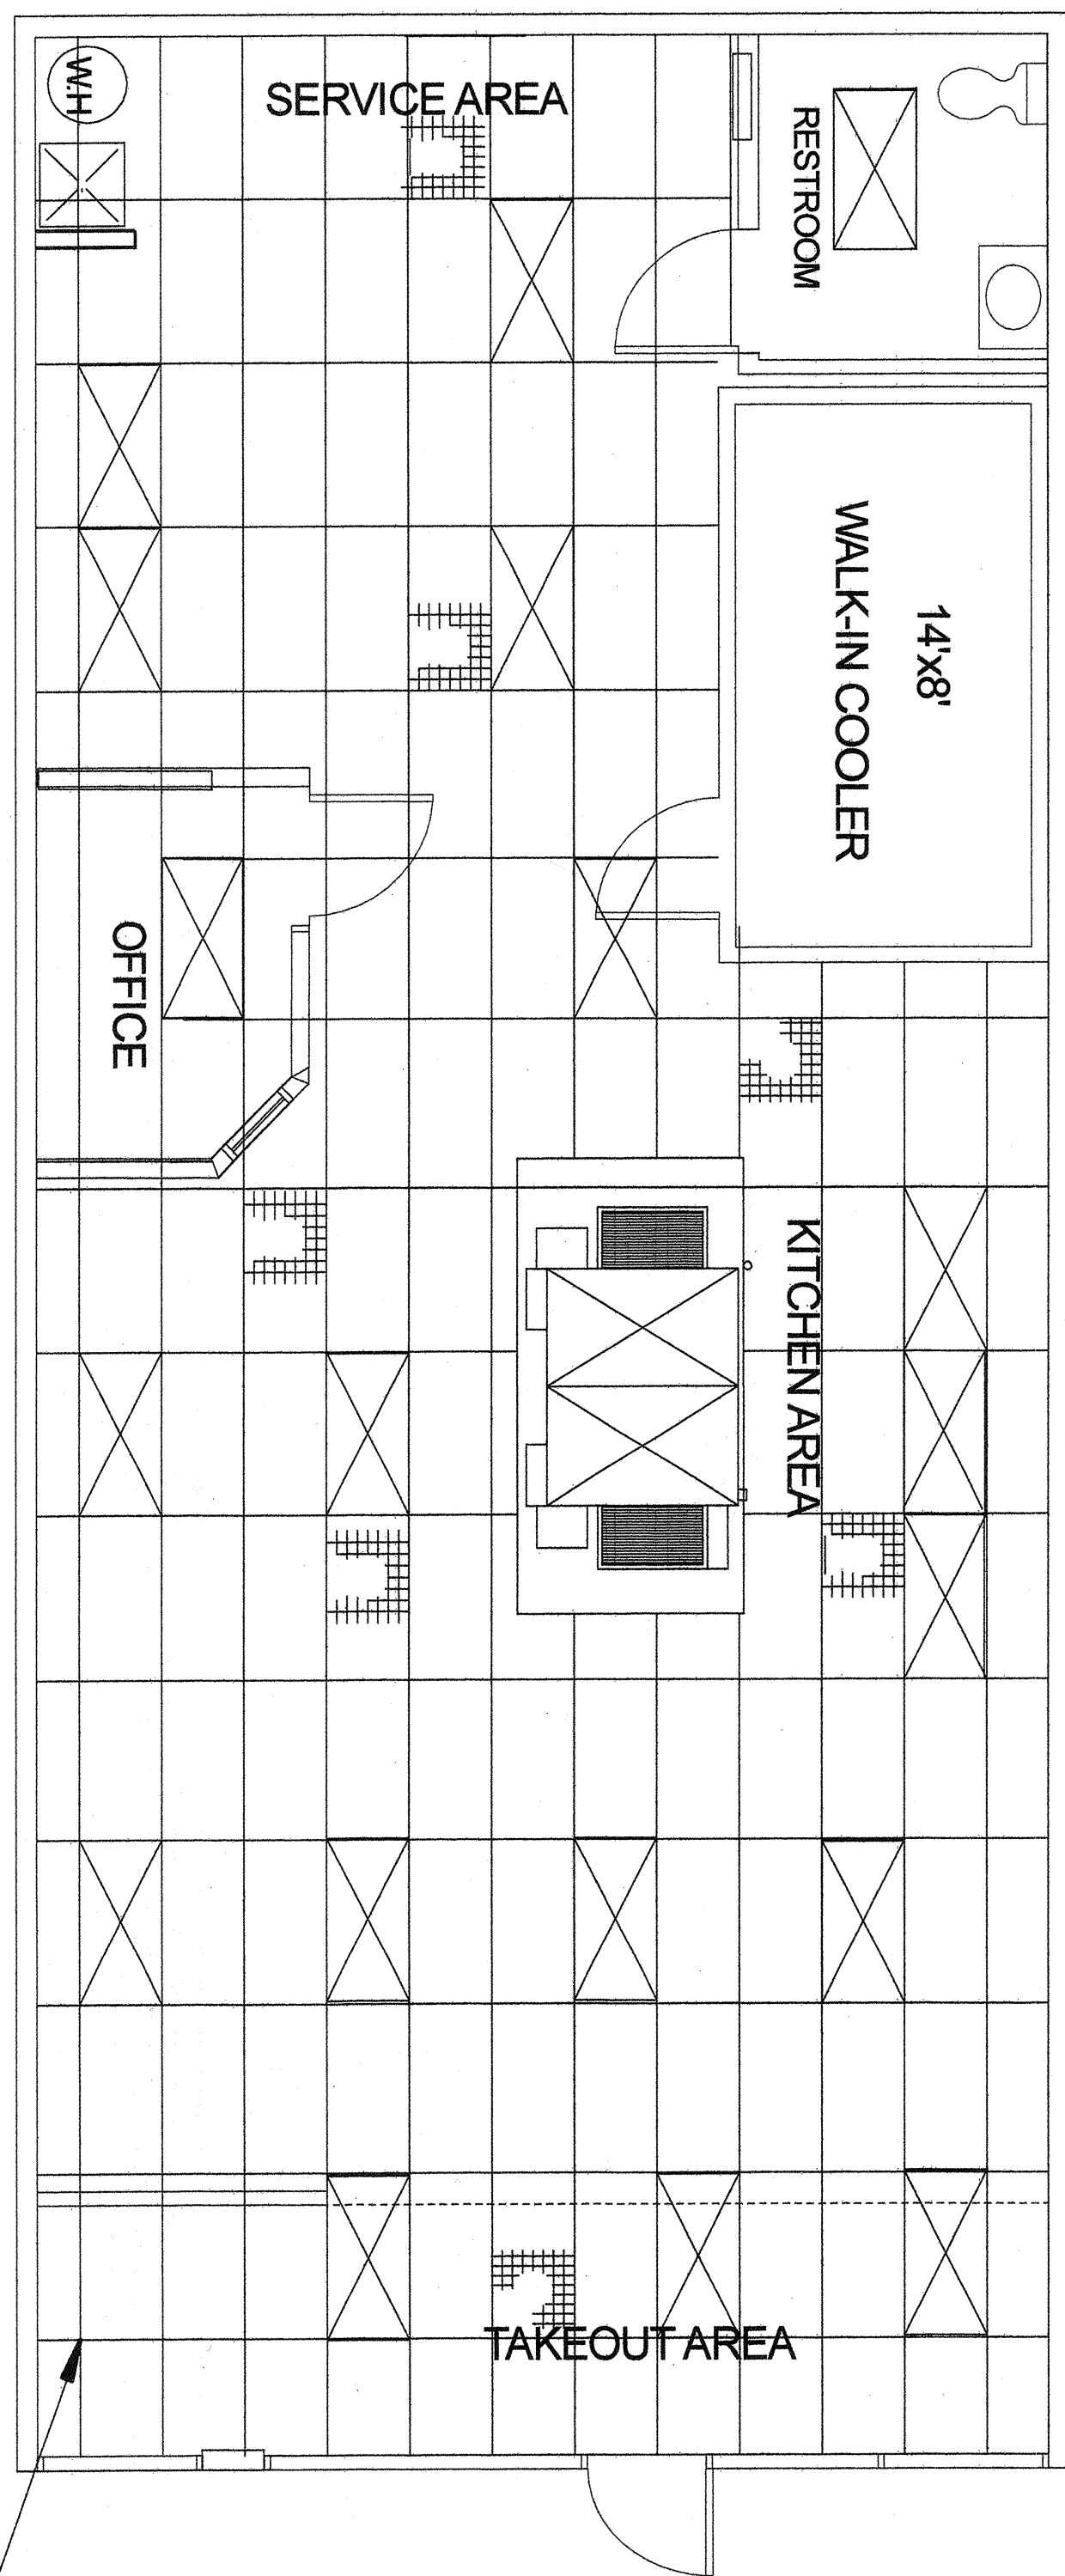 W.H
SERVICE AREA
RESTROOM
14'x8'
WALK-IN COOLER
OFFICE
KITCHEN AREA
TAKEOUT AREA